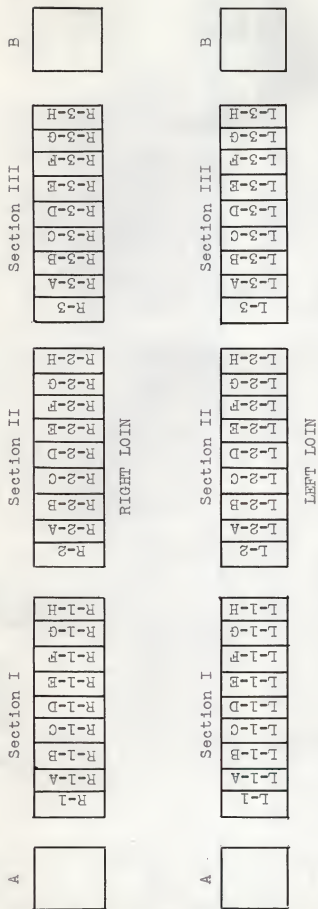 A Section I Section II Section III B
R-1 R-1-A R-1-B R-1-C R-1-D R-1-E R-1-F R-1-G R-1-H R-2 R-2-A R-2-B R-2-C R-2-D R-2-E R-2-F R-2-G R-2-H R-3 R-3-A R-3-B R-3-C R-3-D R-3-E R-3-F R-3-G R-3-H
RIGHT LOIN
A Section I Section II Section III B
L-1 L-1-A L-1-B L-1-C L-1-D L-1-E L-1-F L-1-G L-1-H L-2 L-2-A L-2-B L-2-C L-2-D L-2-E L-2-F L-2-G L-2-H L-3 L-3-A L-3-B L-3-C L-3-D L-3-E L-3-F L-3-G L-3-H
LEFT LOIN